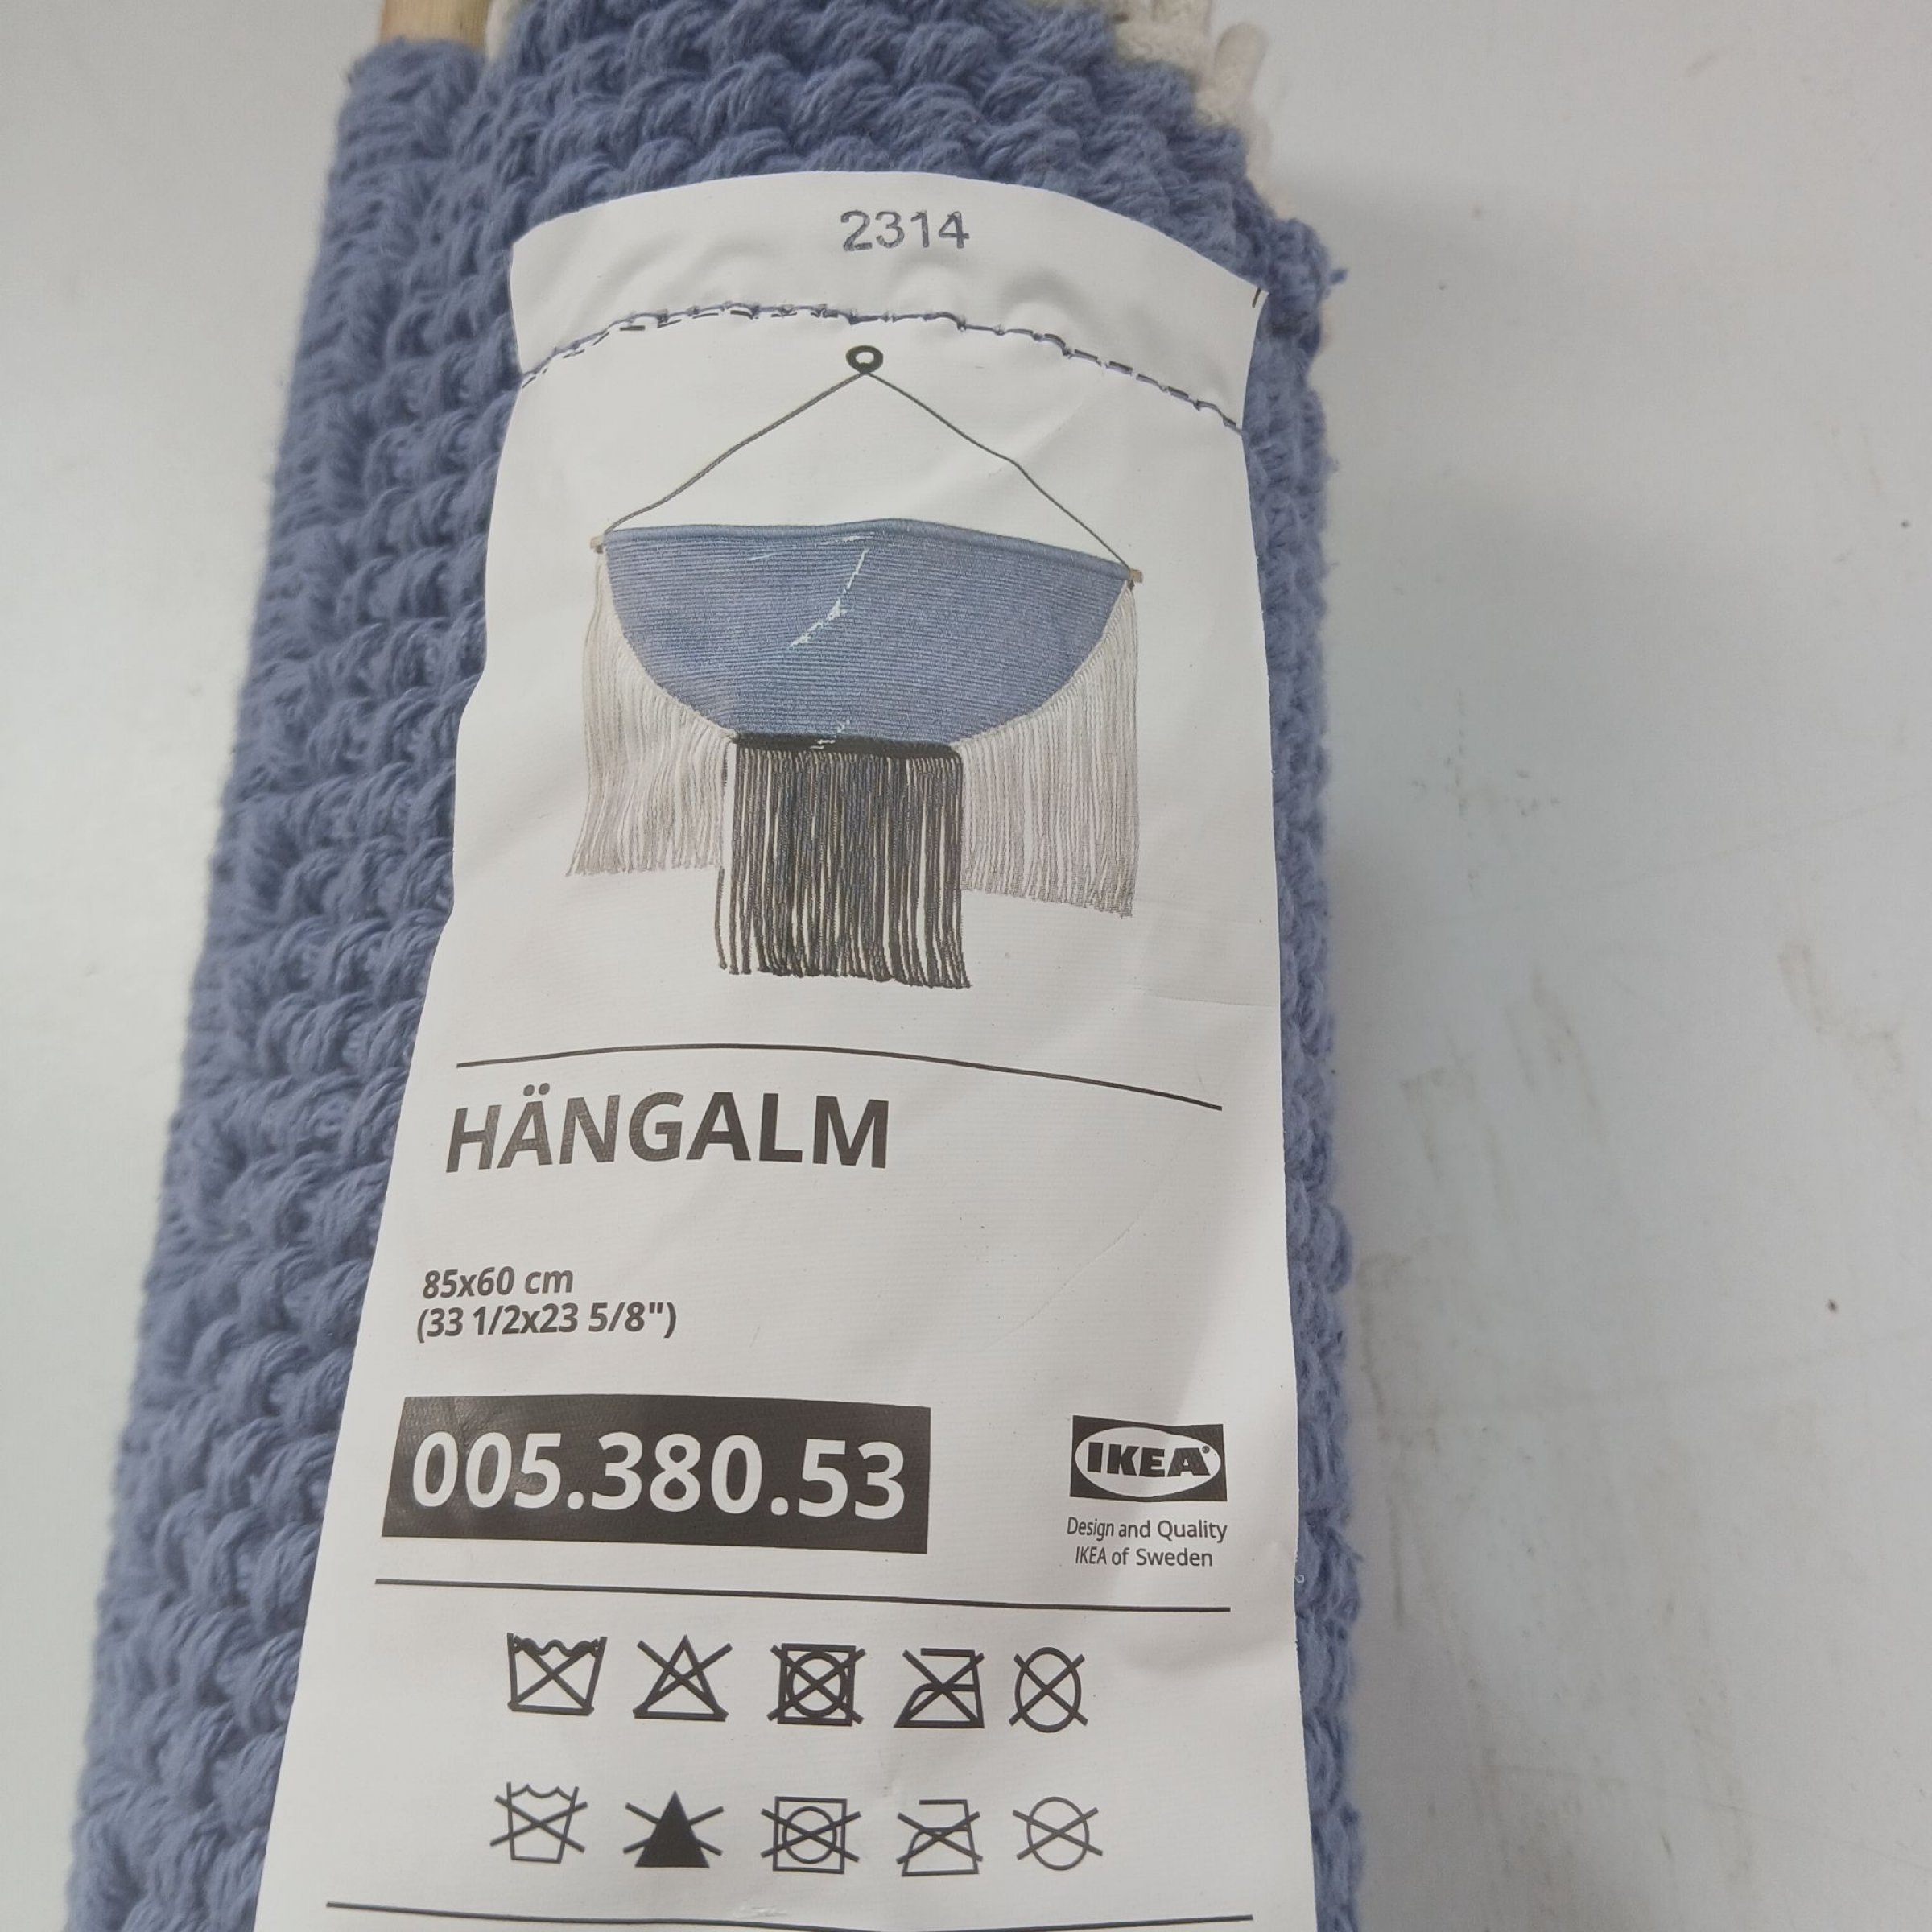 2314
HÄNGALM
85x60 cm
(33 1/2x23 5/8")
005.380.53
IKEA®
Design and Quality
IKEA of Sweden